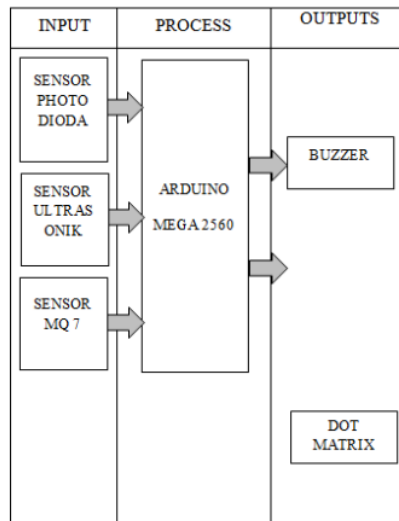 INPUT
PROCESS
OUTPUTS
SENSOR
PHOTO
DIODA
SENSOR
ULTRAS
ONIK
SENSOR
MQ 7
ARDUINO
MEGA 2560
BUZZER
DOT
MATRIX